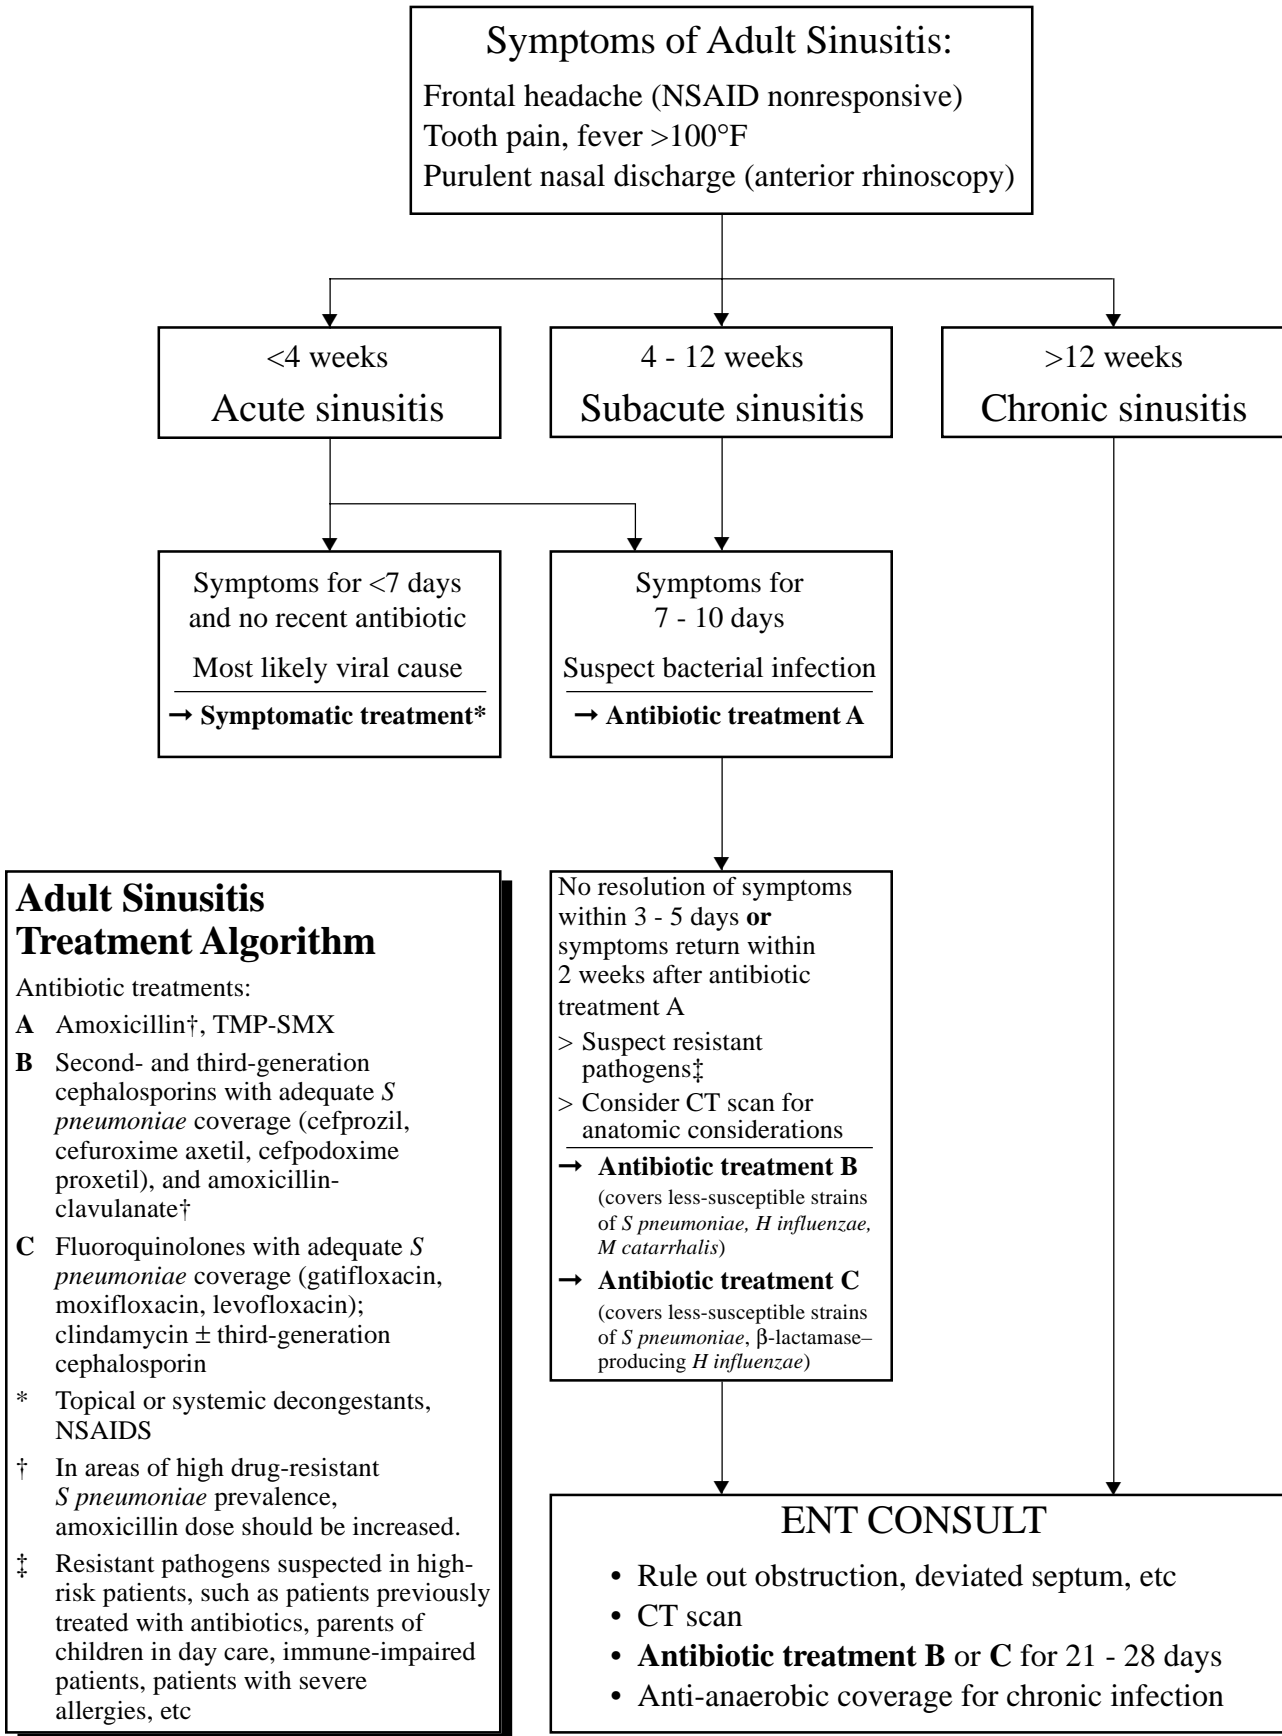 Symptoms of Adult Sinusitis:
Frontal headache (NSAID nonresponsive)
Tooth pain, fever >100°F
Purulent nasal discharge (anterior rhinoscopy)
<4 weeks
Acute sinusitis
4 - 12 weeks
Subacute sinusitis
>12 weeks
Chronic sinusitis
Symptoms for <7 days
and no recent antibiotic
Most likely viral cause
→ Symptomatic treatment*
Symptoms for
7 - 10 days
Suspect bacterial infection
→ Antibiotic treatment A
No resolution of symptoms
within 3 - 5 days or
symptoms return within
2 weeks after antibiotic
treatment A
> Suspect resistant
pathogens‡
> Consider CT scan for
anatomic considerations
→ Antibiotic treatment B
(covers less-susceptible strains
of S pneumoniae, H influenzae,
M catarrhalis)
→ Antibiotic treatment C
(covers less-susceptible strains
of S pneumoniae, β-lactamase–
producing H influenzae)
Adult Sinusitis
Treatment Algorithm
Antibiotic treatments:
A Amoxicillin†, TMP-SMX
B Second- and third-generation
cephalosporins with adequate S
pneumoniae coverage (cefprozil,
cefuroxime axetil, cefpodoxime
proxetil), and amoxicillin-
clavulanate†
C Fluoroquinolones with adequate S
pneumoniae coverage (gatifloxacin,
moxifloxacin, levofloxacin);
clindamycin ± third-generation
cephalosporin
* Topical or systemic decongestants,
NSAIDS
† In areas of high drug-resistant
S pneumoniae prevalence,
amoxicillin dose should be increased.
‡ Resistant pathogens suspected in high-
risk patients, such as patients previously
treated with antibiotics, parents of
children in day care, immune-impaired
patients, patients with severe
allergies, etc
ENT CONSULT
• Rule out obstruction, deviated septum, etc
• CT scan
• Antibiotic treatment B or C for 21 - 28 days
• Anti-anaerobic coverage for chronic infection